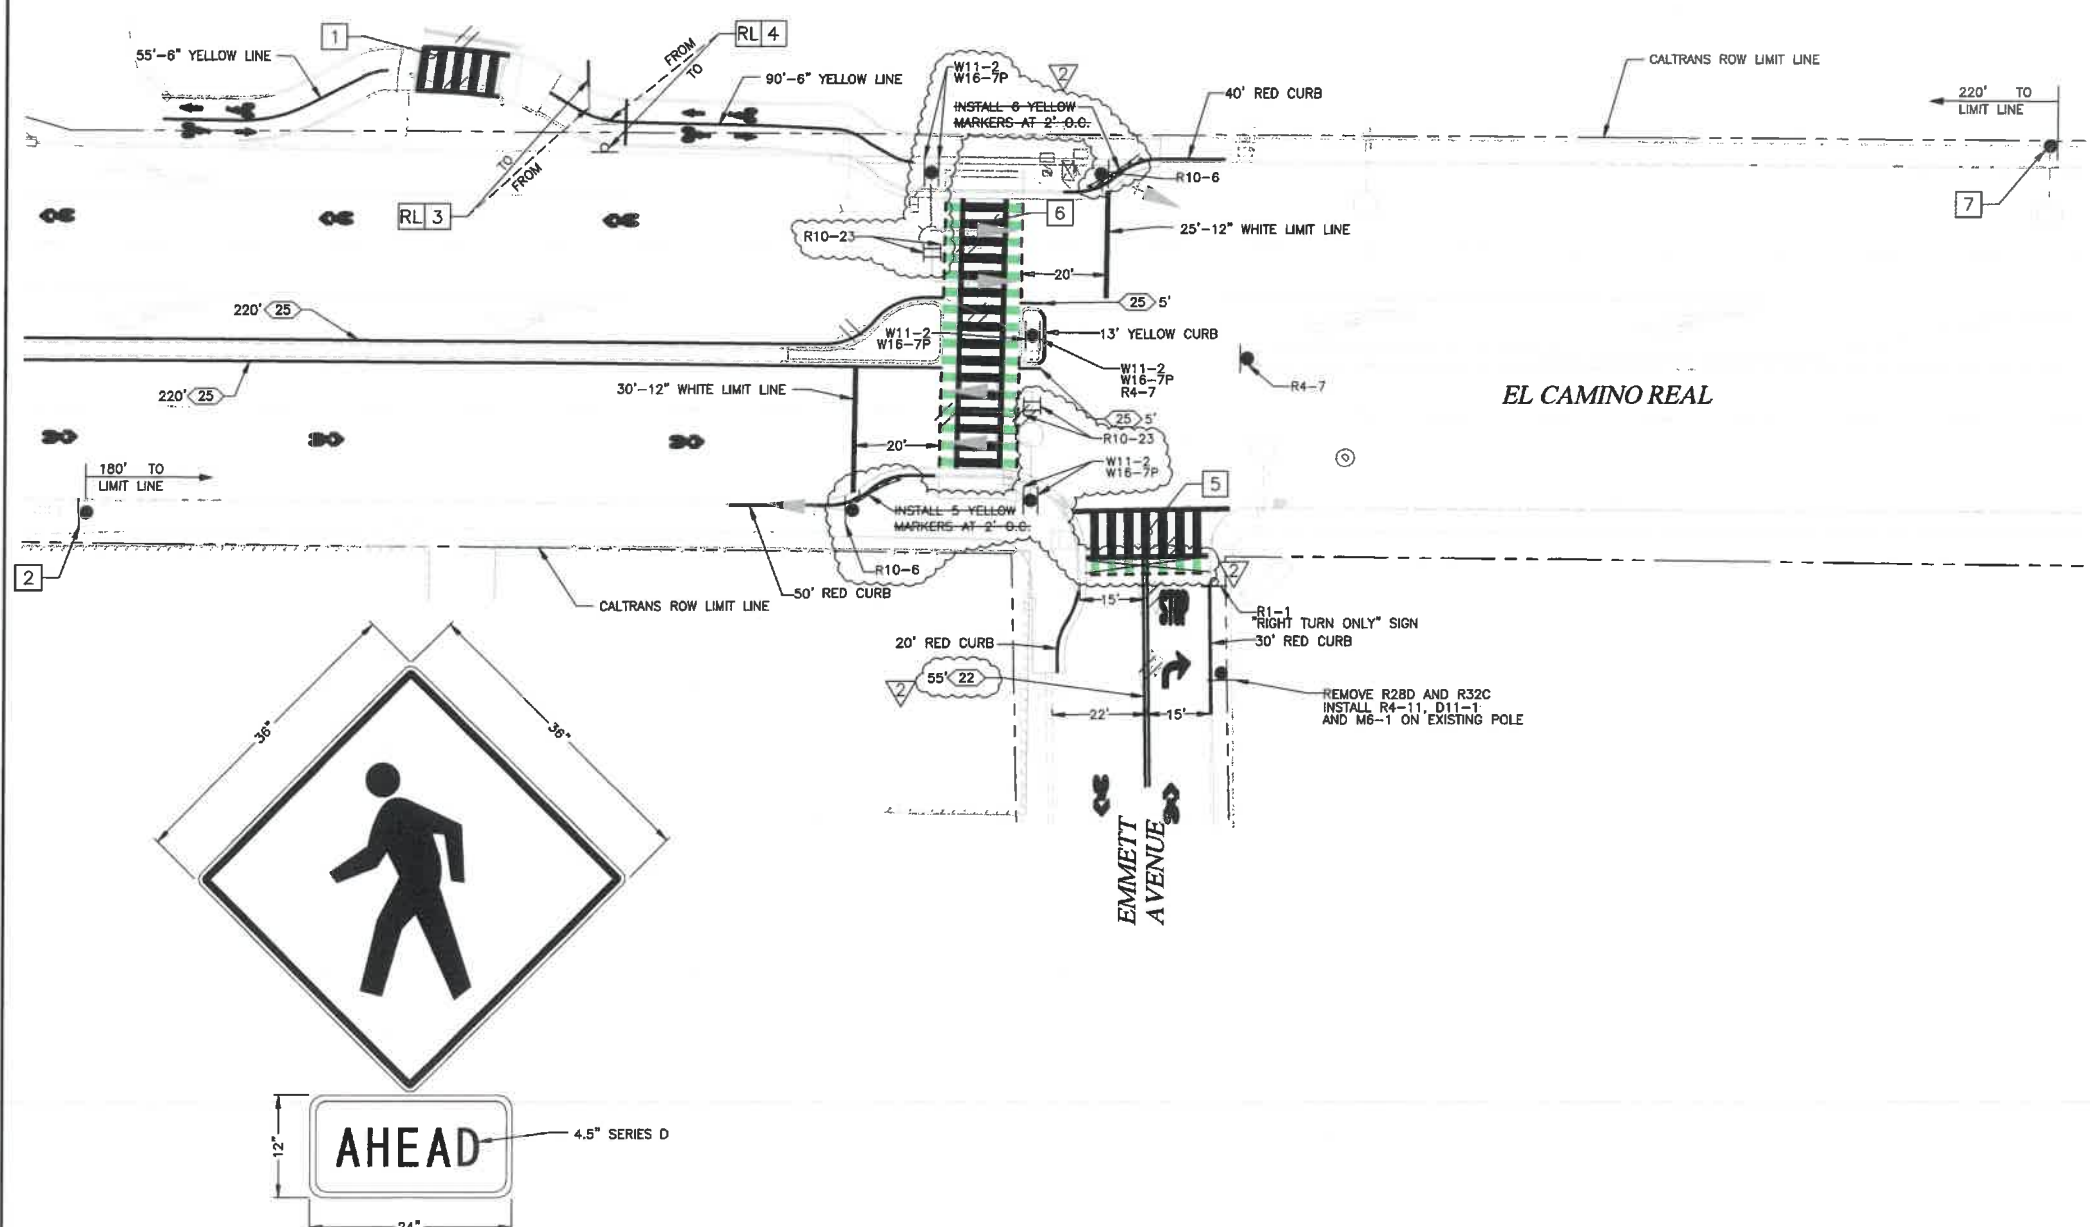 1
55'-6" YELLOW LINE
RL 4
FROM
TO
90'-6" YELLOW LINE
W11-2
W16-7P
2
INSTALL 6 YELLOW
MARKERS AT 2' O.C.
40' RED CURB
CALTRANS ROW LIMIT LINE
220' TO
LIMIT LINE
TO
FROM
RL 3
R10-6
7
R10-23
6
25'-12" WHITE LIMIT LINE
20'
220' 25
25 5'
W11-2
W16-7P
13' YELLOW CURB
W11-2
W16-7P
R4-7
R4-7
EL CAMINO REAL
220' 25
30'-12" WHITE LIMIT LINE
25 5'
R10-23
20'
W11-2
W16-7P
180' TO
LIMIT LINE
5
INSTALL 5 YELLOW
MARKERS AT 2' O.C.
2
R10-6
2
50' RED CURB
CALTRANS ROW LIMIT LINE
15'
STOP
R1-1
"RIGHT TURN ONLY" SIGN
20' RED CURB
30' RED CURB
2
55' 22
REMOVE R28D AND R32C
INSTALL R4-11, D11-1
AND M6-1 ON EXISTING POLE
22'
15'
36"
36"
EMMETT
AVENUE
12"
AHEAD
4.5" SERIES D
24"